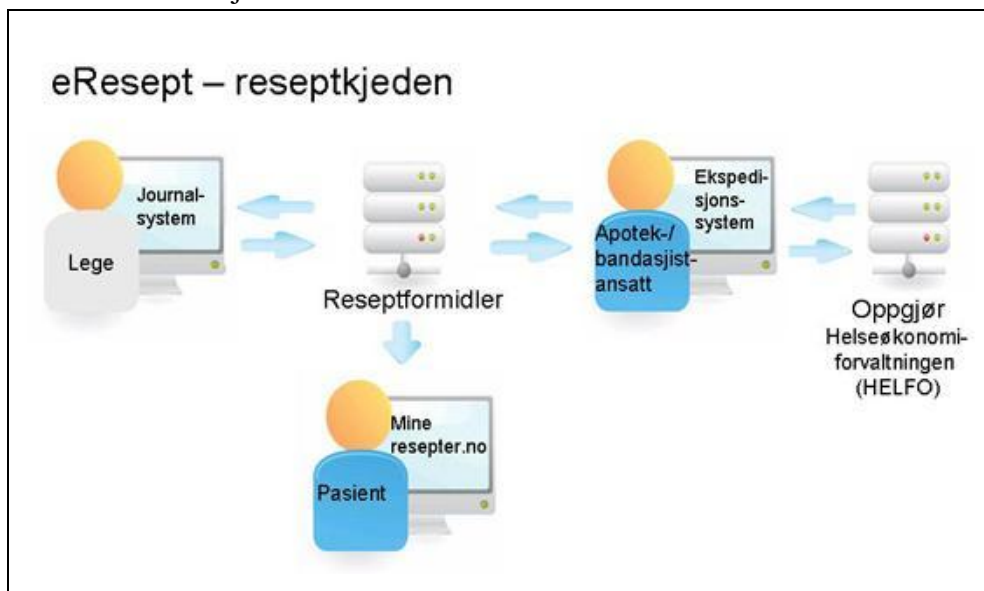 eResept – reseptkjeden
Journal-
system
Lege
Reseptformidler
Ekspedi-
sjons-
system
Apotek-/
bandasjist-
ansatt
Oppgjør
Helseøkonomi-
forvaltningen
(HELFO)
Mine
resepter.no
Pasient